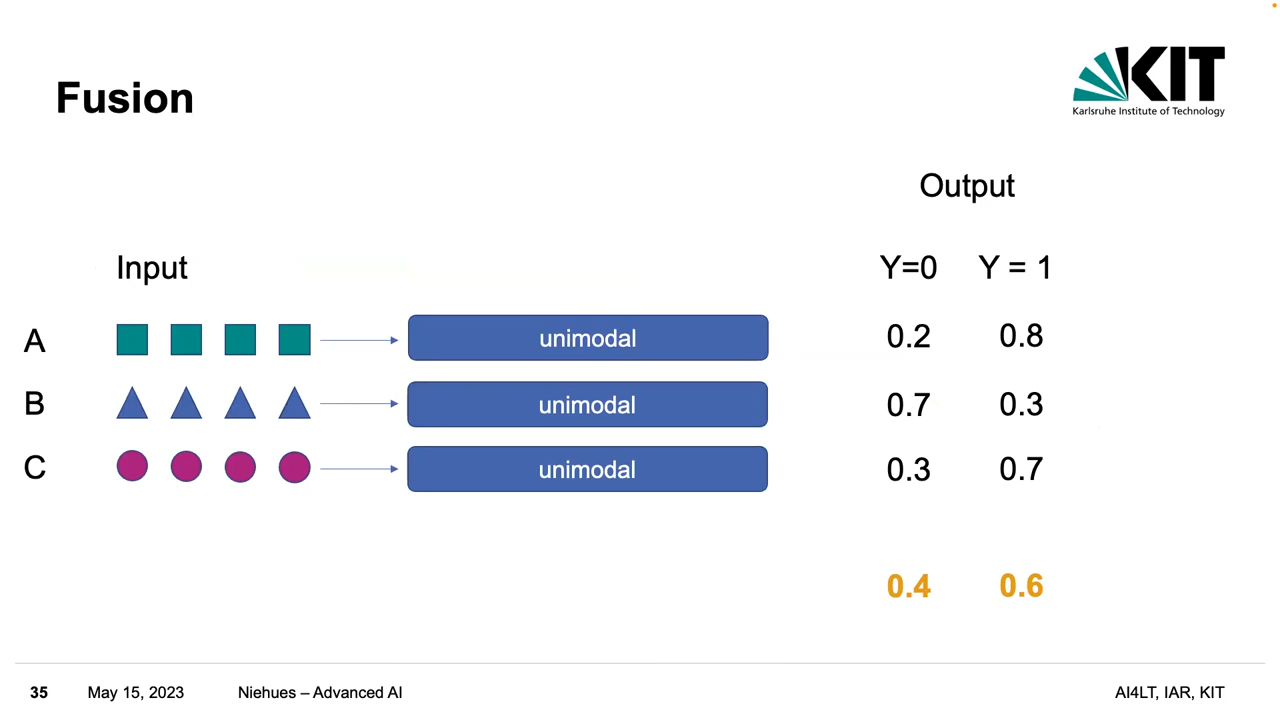 Fusion
KIT
Karlsruhe Institute of Technology
Output
Input
Y=0 Y = 1
A unimodal 0.2 0.8
B unimodal 0.7 0.3
C unimodal 0.3 0.7
0.4 0.6
35 May 15, 2023 Niehues – Advanced AI AI4LT, IAR, KIT